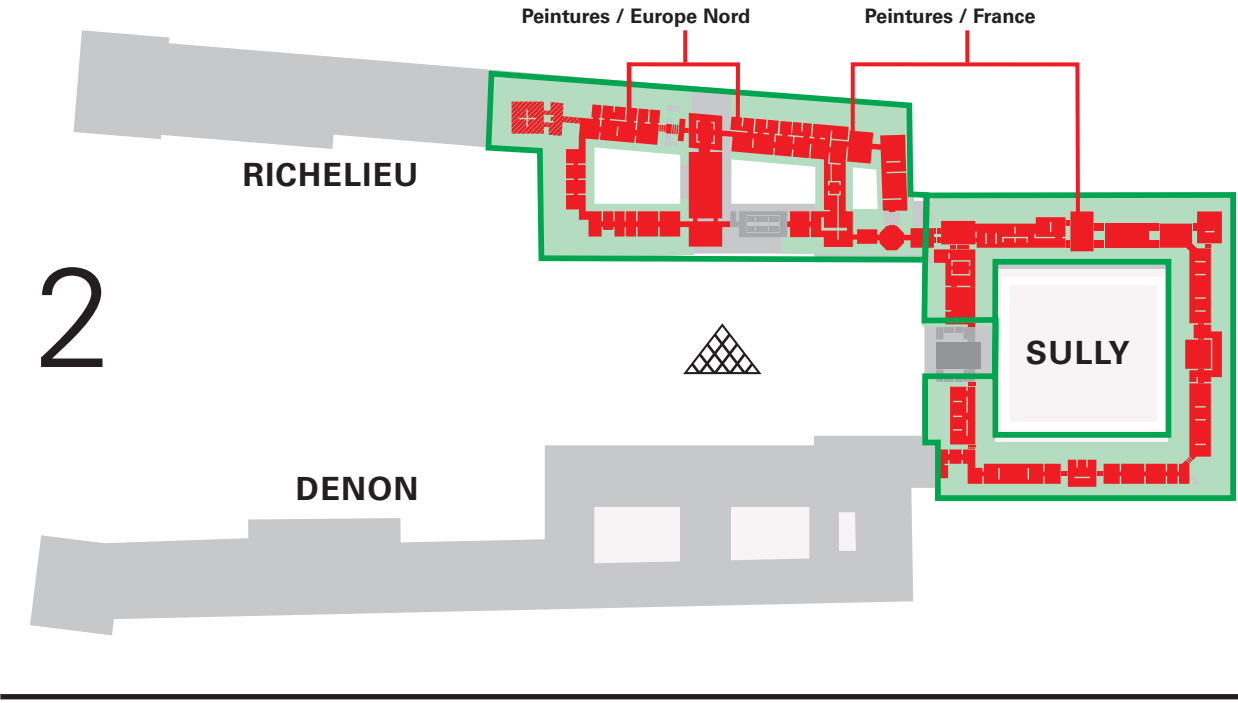 Peintures / Europe Nord
Peintures / France
RICHELIEU
2
SULLY
DENON